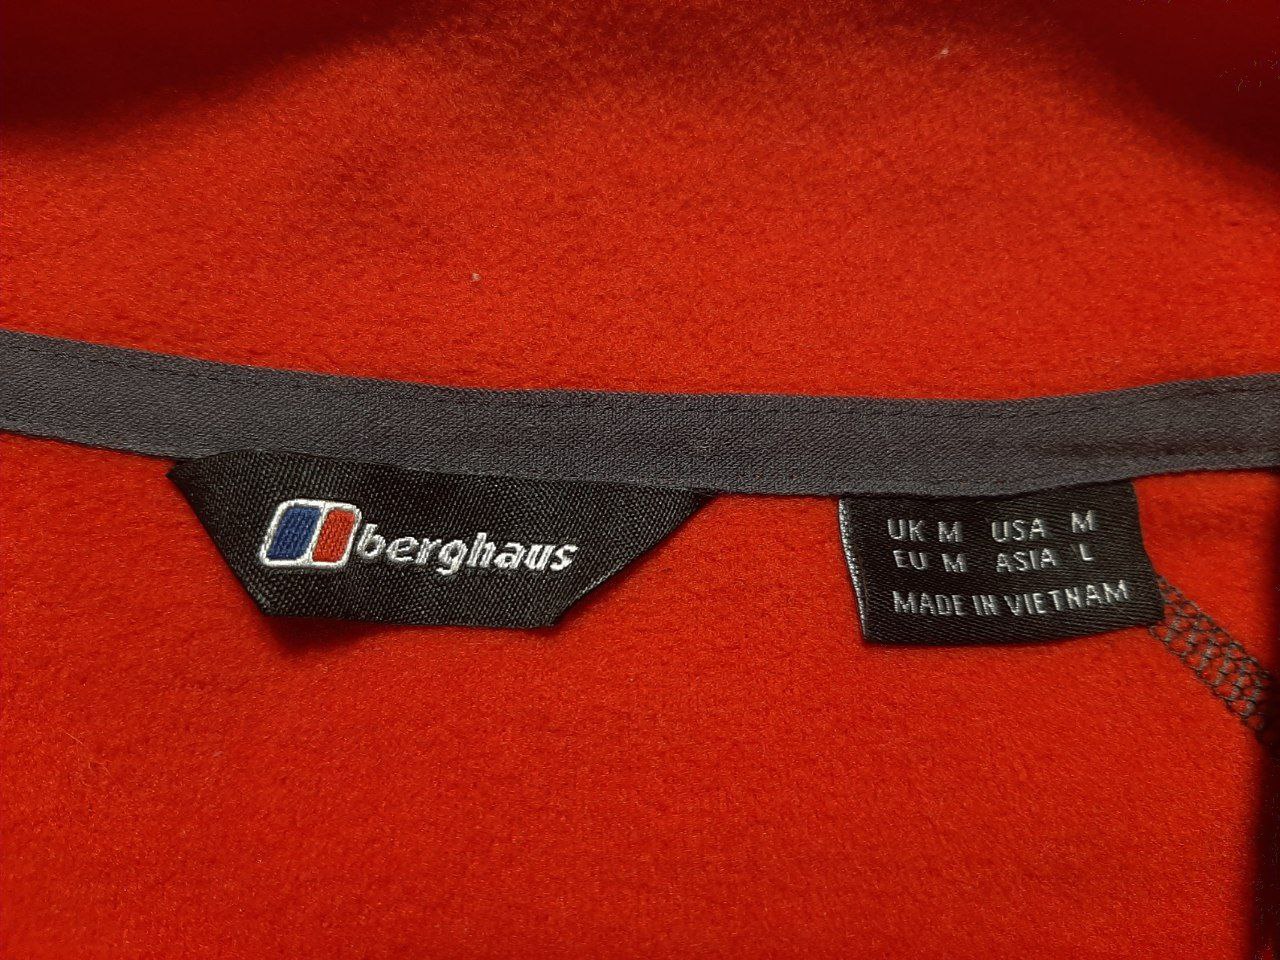 berghaus
UK M USA M
EU M ASIA L
MADE IN VIETNAM